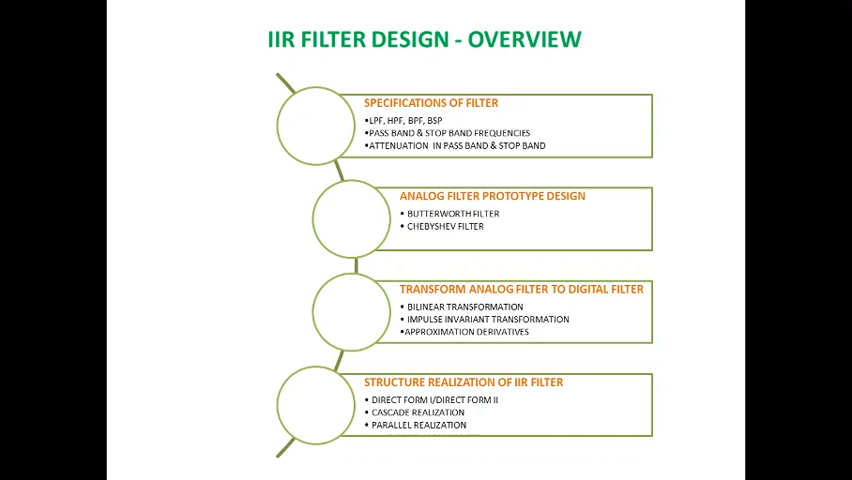 IIR FILTER DESIGN - OVERVIEW
SPECIFICATIONS OF FILTER
•LPF, HPF, BPF, BSP
•PASS BAND & STOP BAND FREQUENCIES
•ATTENUATION IN PASS BAND & STOP BAND
ANALOG FILTER PROTOTYPE DESIGN
• BUTTERWORTH FILTER
• CHEBYSHEV FILTER
TRANSFORM ANALOG FILTER TO DIGITAL FILTER
• BILINEAR TRANSFORMATION
• IMPULSE INVARIANT TRANSFORMATION
•APPROXIMATION DERIVATIVES
STRUCTURE REALIZATION OF IIR FILTER
• DIRECT FORM I/DIRECT FORM II
• CASCADE REALIZATION
• PARALLEL REALIZATION